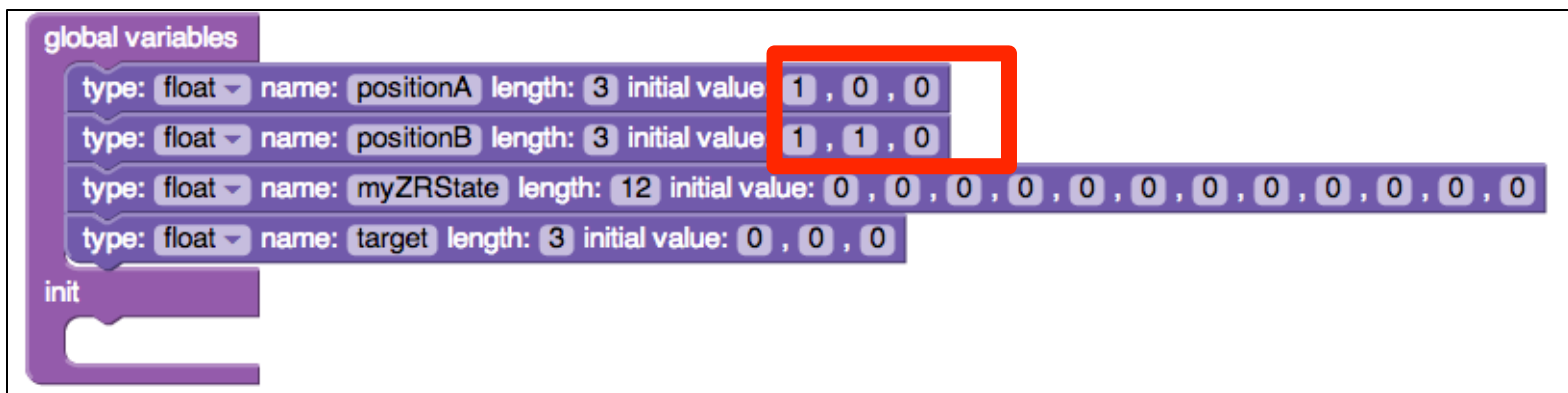 global variables
type: float name: positionA length: 3 initial value: 1 , 0 , 0
type: float name: positionB length: 3 initial value: 1 , 1 , 0
type: float name: myZRState length: 12 initial value: 0 , 0 , 0 , 0 , 0 , 0 , 0 , 0 , 0 , 0 , 0 , 0
type: float name: target length: 3 initial value: 0 , 0 , 0
init